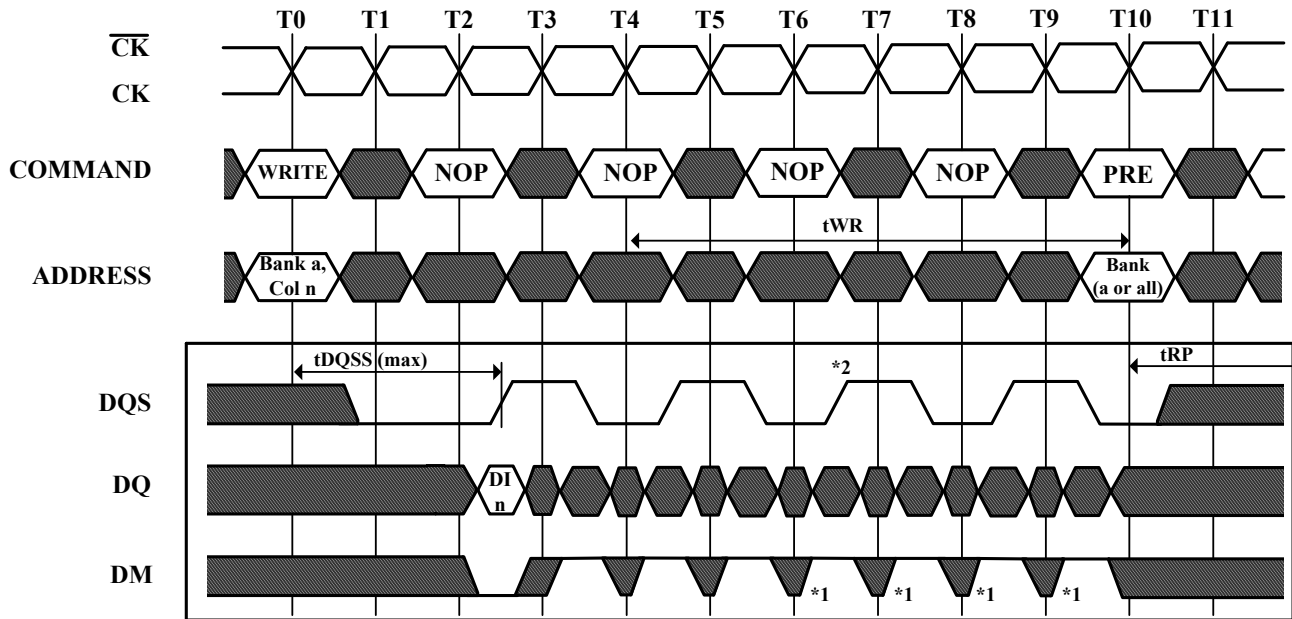 T0 T1 T2 T3 T4 T5 T6 T7 T8 T9 T10 T11
CK
CK
COMMAND WRITE NOP NOP NOP NOP PRE
tWR
ADDRESS Bank a, Col n Bank (a or all)
tDQSS (max) *2 tRP
DQS
DQ DI n
DM *1 *1 *1 *1